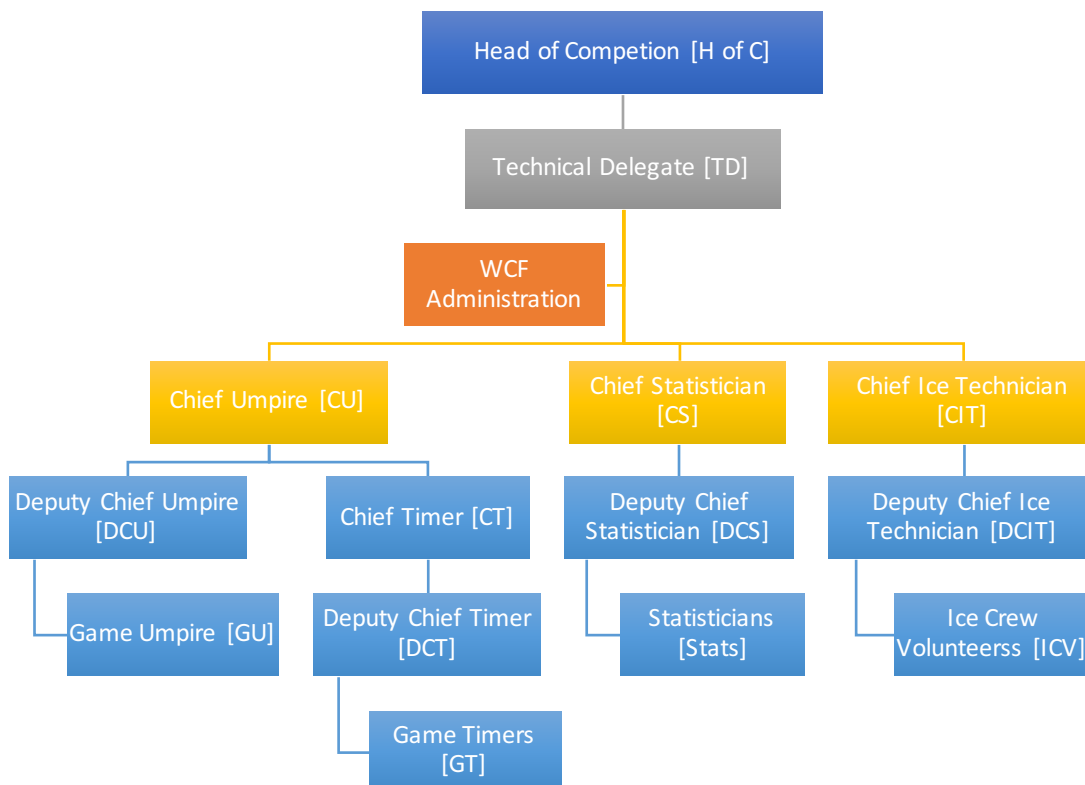 Head of Competion [H of C]
Technical Delegate [TD]
WCF
Administration
Chief Umpire [CU]
Chief Statistician
[CS]
Chief Ice Technician
[CIT]
Deputy Chief Umpire
[DCU]
Chief Timer [CT]
Deputy Chief
Statistician [DCS]
Deputy Chief Ice
Technician [DCIT]
Game Umpire [GU]
Deputy Chief Timer
[DCT]
Statisticians
[Stats]
Ice Crew
Volunteerss [ICV]
Game Timers
[GT]